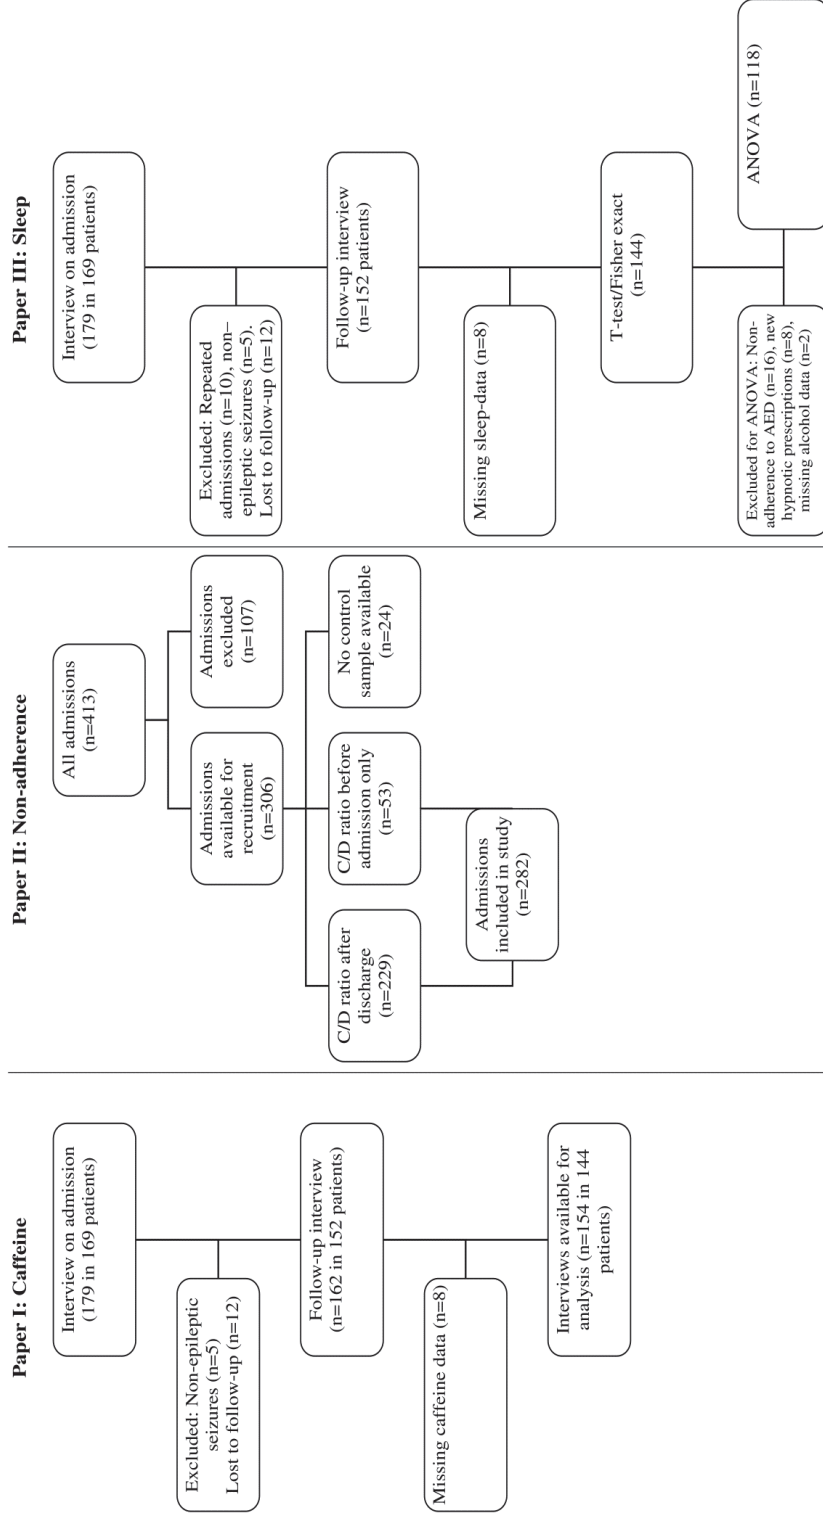 Paper I: Caffeine
Interview on admission
(179 in 169 patients)
Excluded: Non-epileptic
seizures (n=5)
Lost to follow-up (n=12)
Follow-up interview
(n=162 in 152 patients)
Missing caffeine data (n=8)
Interviews available for
analysis (n=154 in 144
patients)
Paper II: Non-adherence
All admissions
(n=413)
Admissions
available for
recruitment
(n=306)
Admissions
excluded
(n=107)
C/D ratio after
discharge
(n=229)
C/D ratio before
admission only
(n=53)
No control
sample available
(n=24)
Admissions
included in study
(n=282)
Paper III: Sleep
Interview on admission
(179 in 169 patients)
Excluded: Repeated
admissions (n=10), non–
epileptic seizures (n=5).
Lost to follow-up (n=12)
Follow-up interview
(n=152 patients)
Missing sleep-data (n=8)
T-test/Fisher exact
(n=144)
Excluded for ANOVA: Non-
adherence to AED (n=16), new
hypnotic prescriptions (n=8),
missing alcohol data (n=2)
ANOVA (n=118)